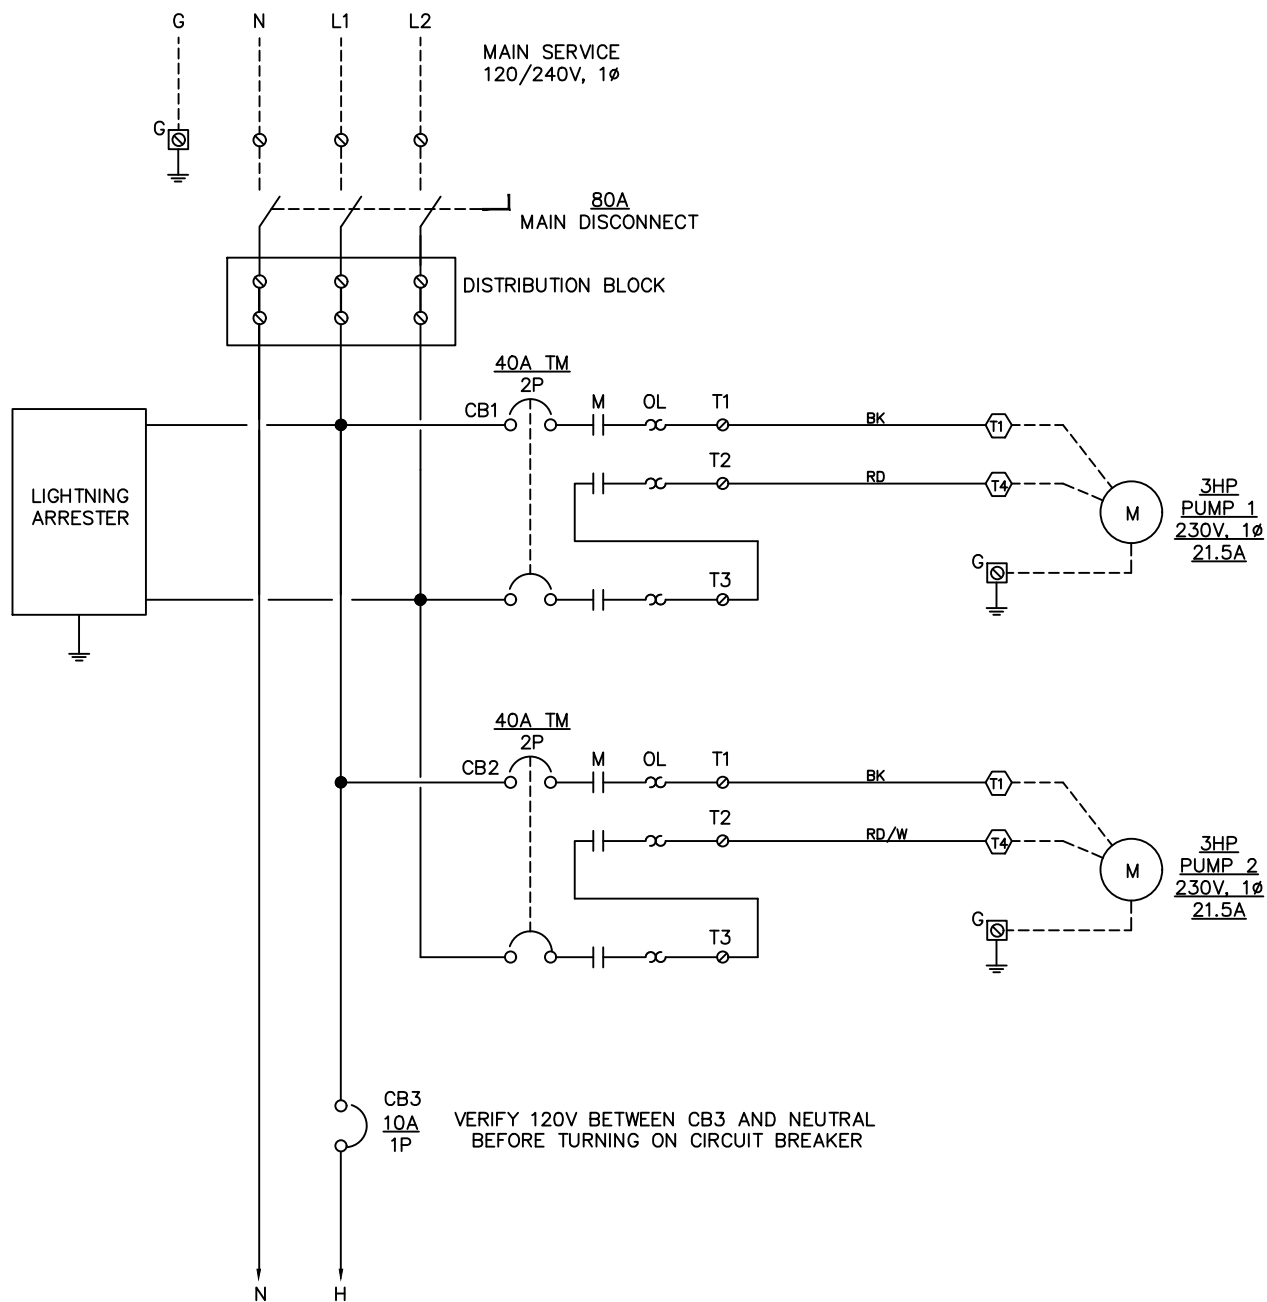 G N L1 L2
MAIN SERVICE
120/240V, 1ø
G
80A
MAIN DISCONNECT
DISTRIBUTION BLOCK
40A TM
2P
CB1 M OL T1
BK
T1
T2
RD
T4
LIGHTNING
ARRESTER
M
3HP
PUMP 1
230V, 1ø
21.5A
G
T3
40A TM
2P
CB2 M OL T1
BK
T1
T2
RD/W
T4
M
3HP
PUMP 2
230V, 1ø
21.5A
G
T3
CB3
10A
1P
VERIFY 120V BETWEEN CB3 AND NEUTRAL
BEFORE TURNING ON CIRCUIT BREAKER
N H